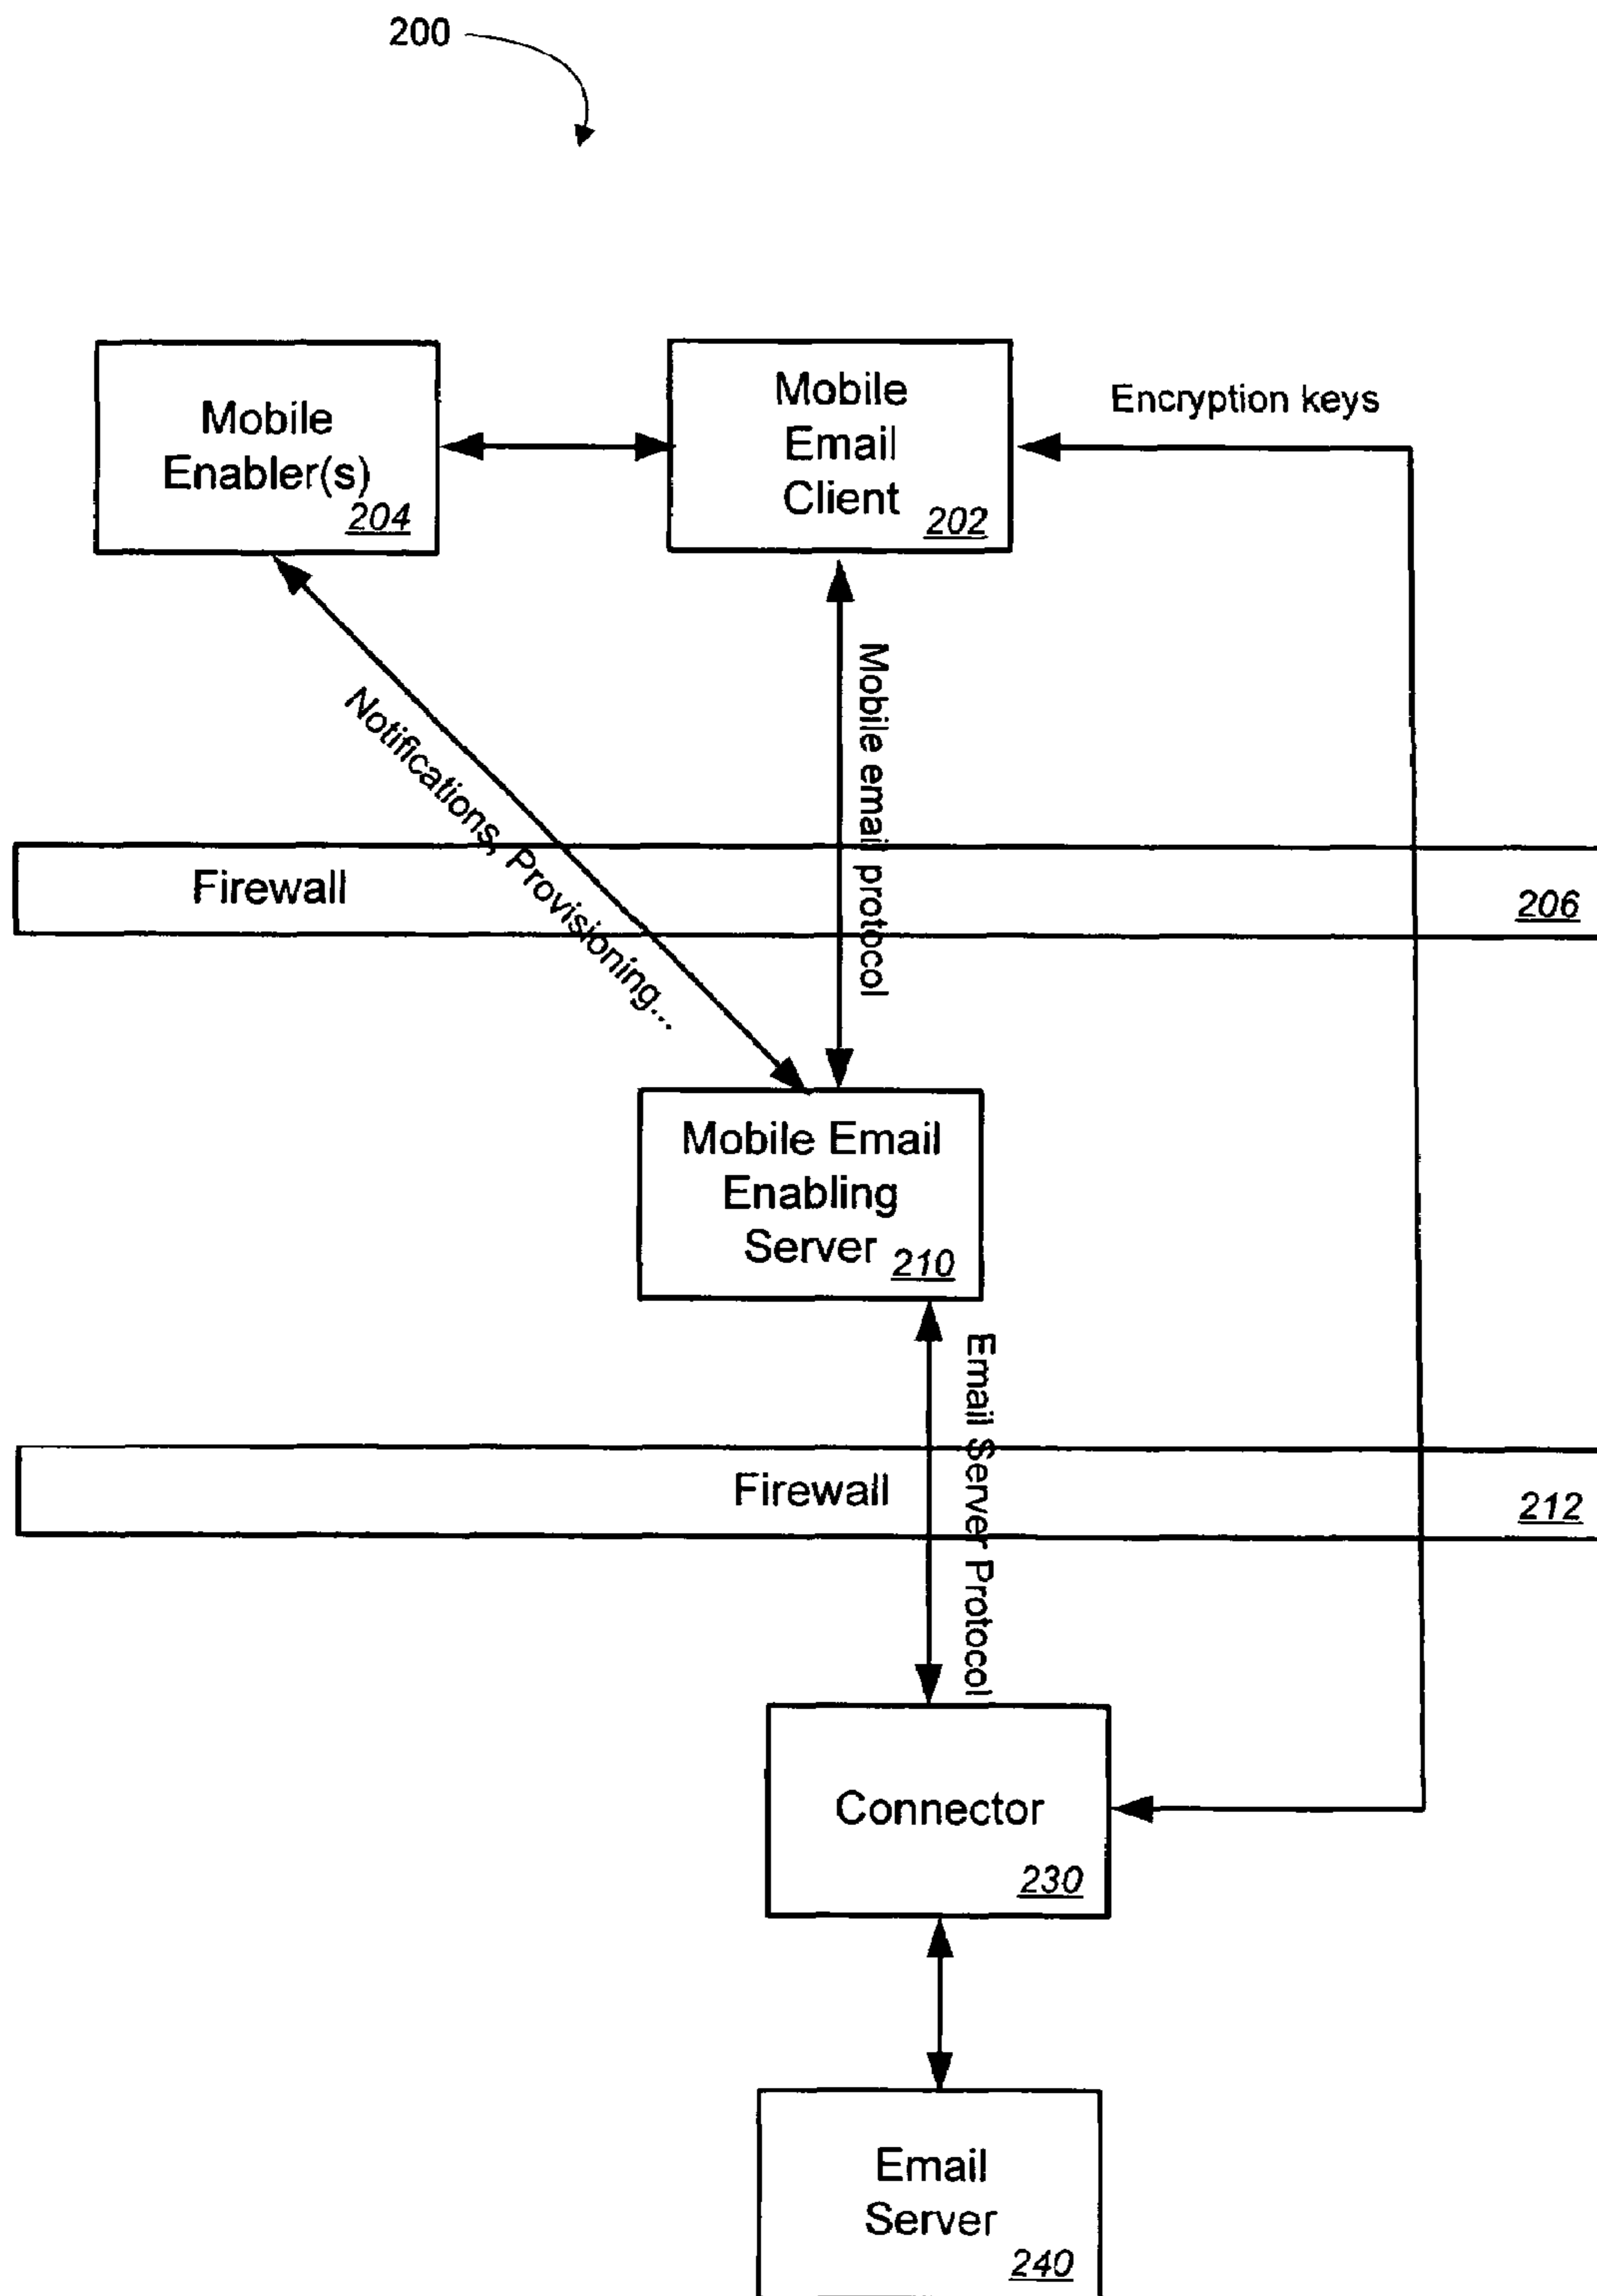 200
Mobile
Enabler(s)
204
Mobile
Email
Client
202
Encryption keys
Notifications, Provisioning...
Mobile email protocol
Firewall
206
Mobile Email
Enabling
Server
210
Email Server Protocol
Firewall
212
Connector
230
Email
Server
240